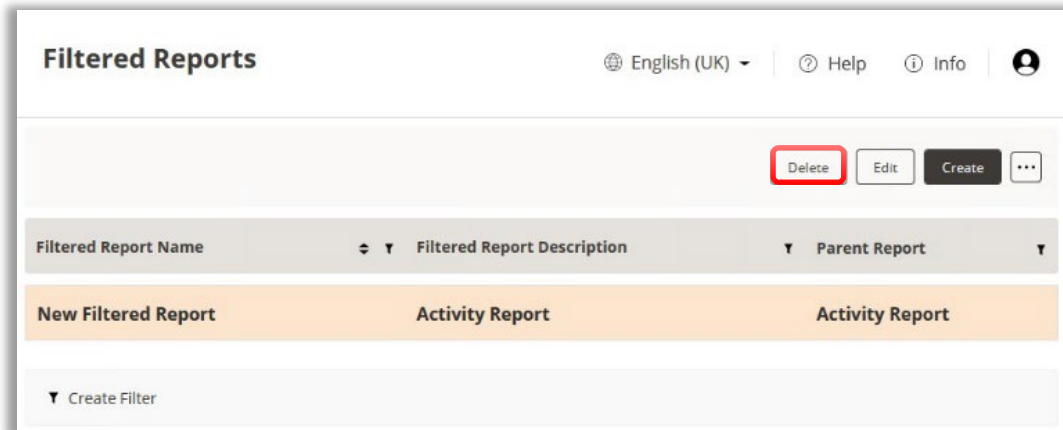 Filtered Reports
English (UK) Help Info
Delete Edit Create ...
Filtered Report Name Filtered Report Description Parent Report
New Filtered Report Activity Report Activity Report
Create Filter